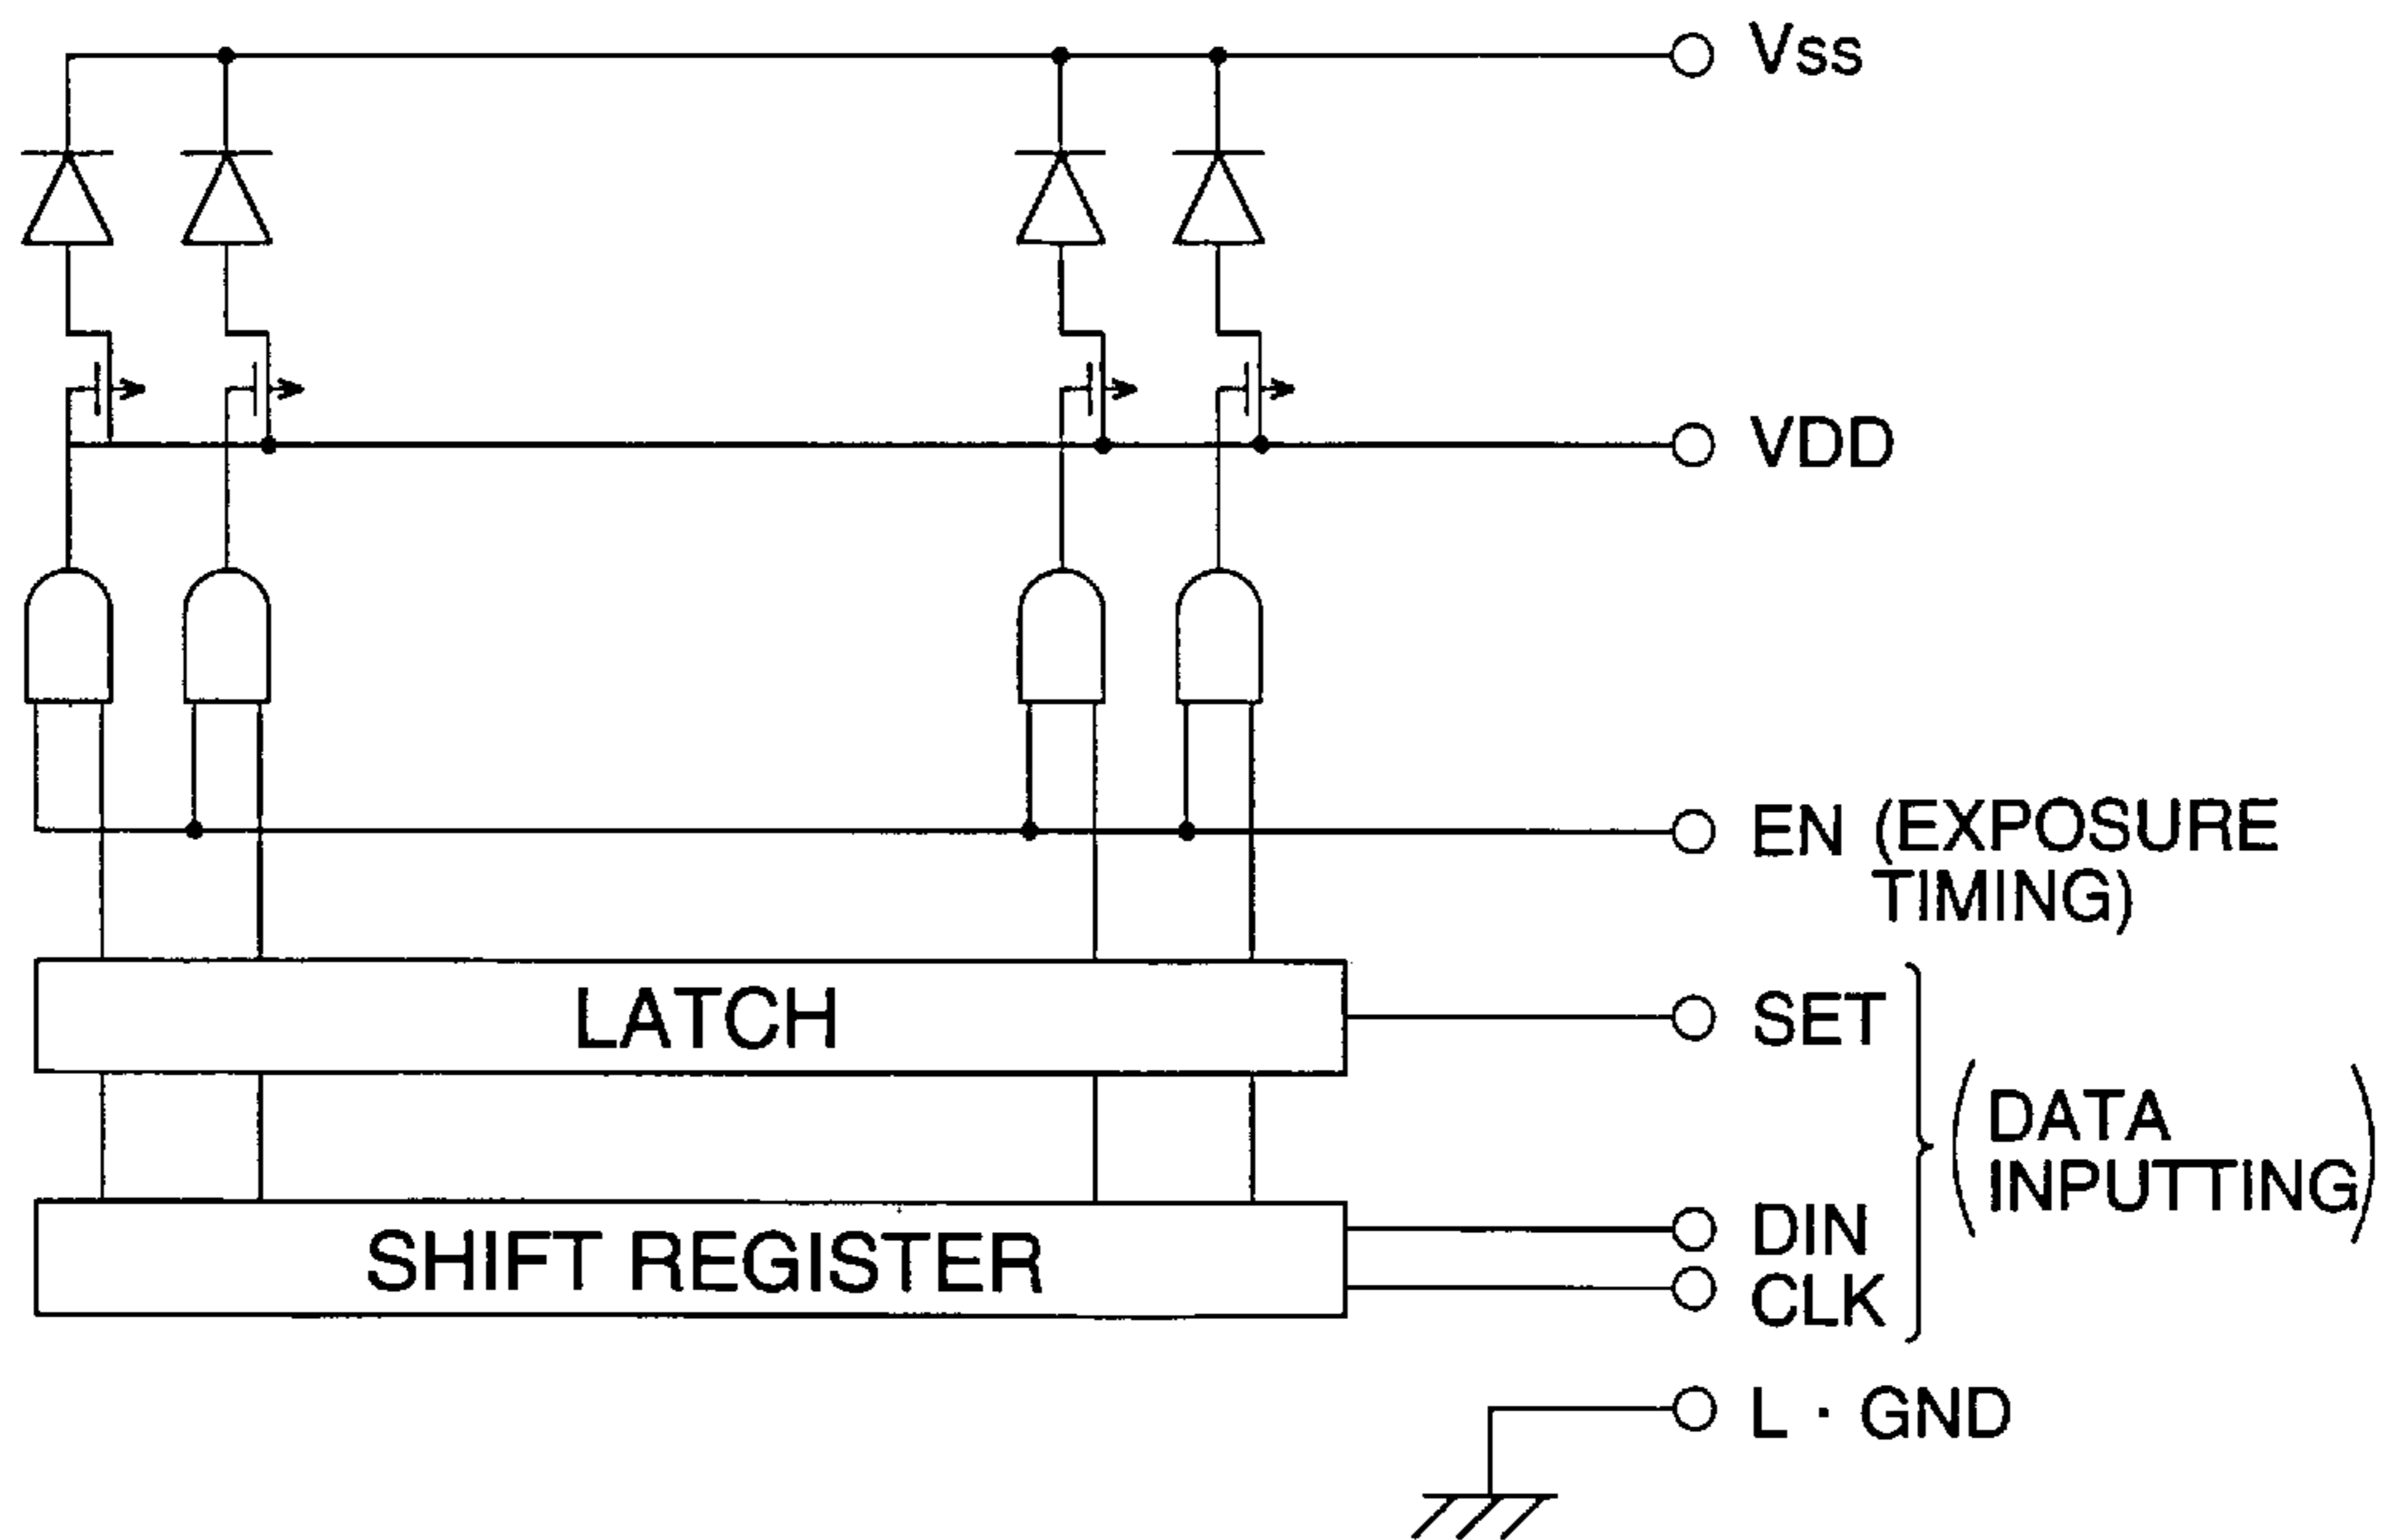 Vss
VDD
EN (EXPOSURE
TIMING)
LATCH
SET
DATA
INPUTTING
SHIFT REGISTER
DIN
CLK
L · GND